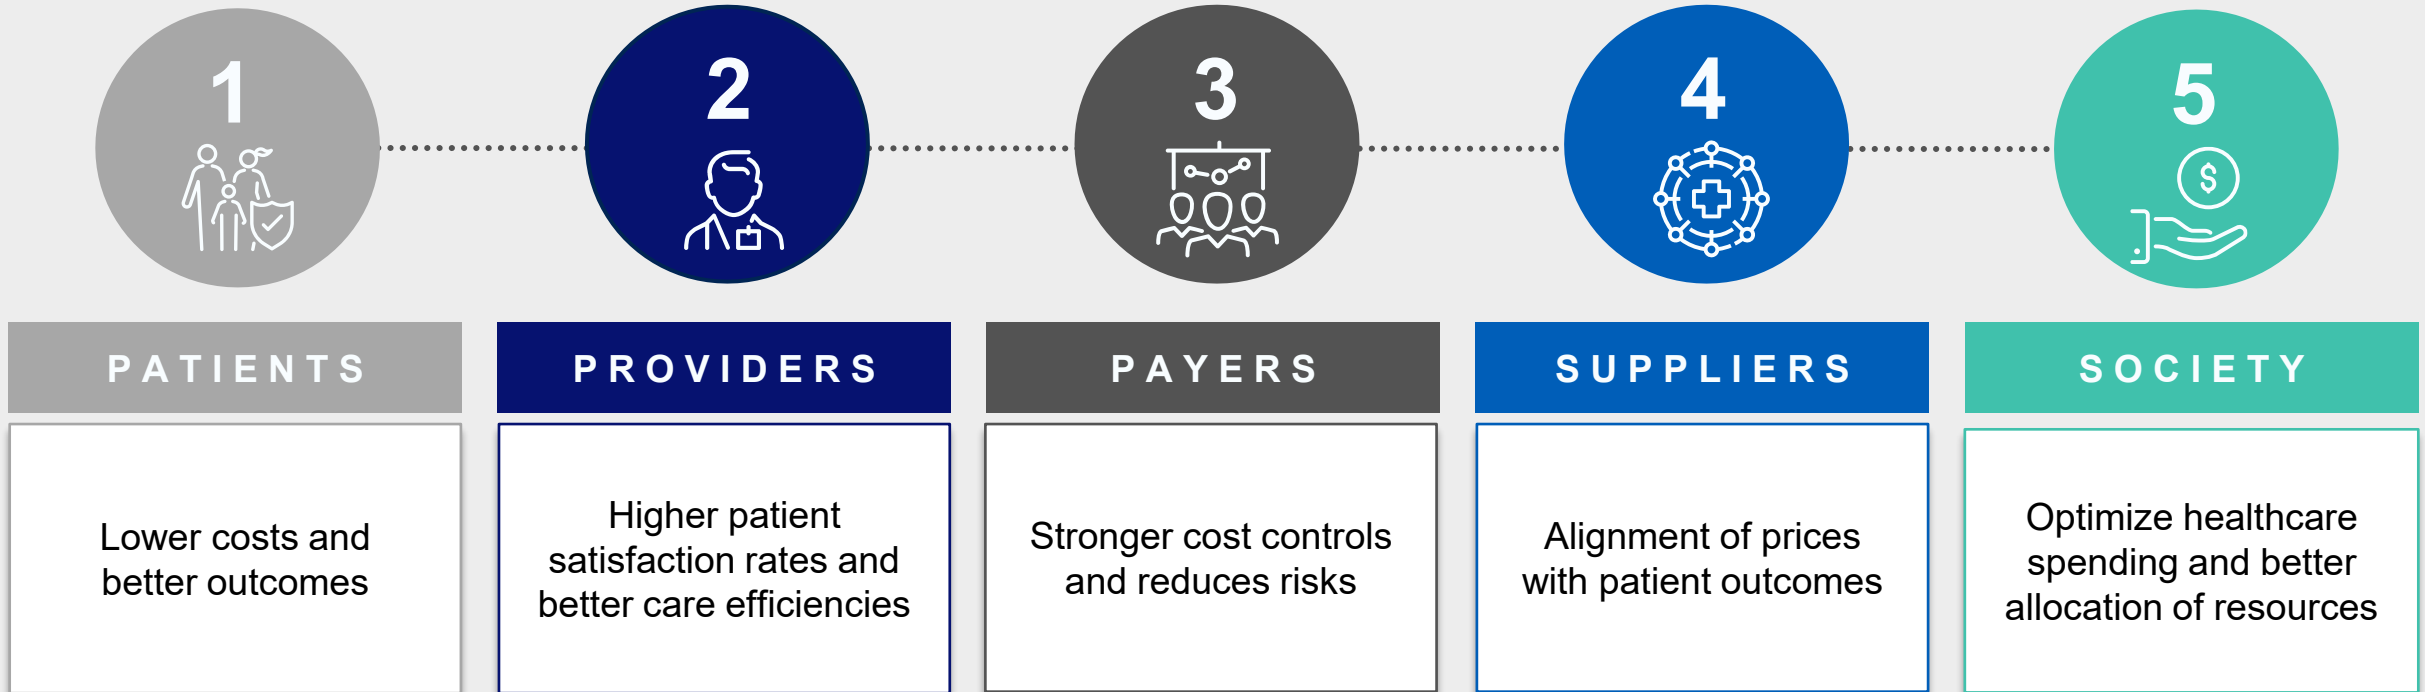 1
2
3
4
5
$
PATIENTS
PROVIDERS
PAYERS
SUPPLIERS
SOCIETY
Lower costs and
better outcomes
Higher patient
satisfaction rates and
better care efficiencies
Stronger cost controls
and reduces risks
Alignment of prices
with patient outcomes
Optimize healthcare
spending and better
allocation of resources